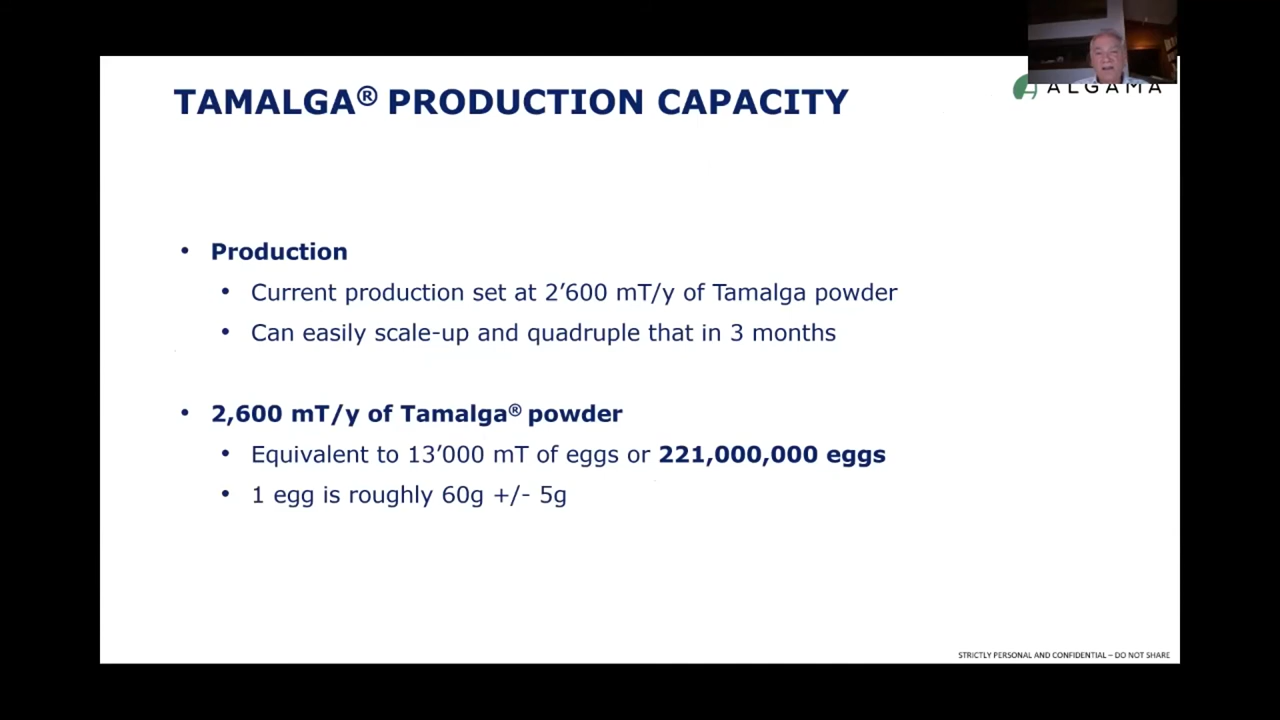 TAMALGA® PRODUCTION CAPACITY
ALGAMA
• Production
• Current production set at 2’600 mT/y of Tamalga powder
• Can easily scale-up and quadruple that in 3 months
• 2,600 mT/y of Tamalga® powder
• Equivalent to 13’000 mT of eggs or 221,000,000 eggs
• 1 egg is roughly 60g +/- 5g
STRICTLY PERSONAL AND CONFIDENTIAL – DO NOT SHARE